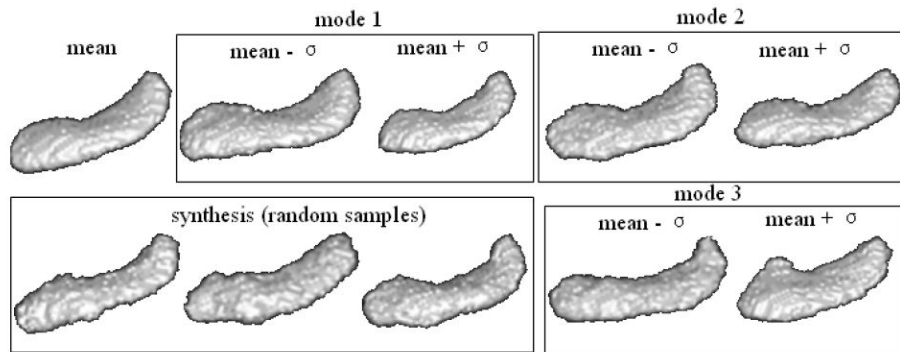 mode 1
mode 2
mean
mean - σ
mean + σ
mean - σ
mean + σ
synthesis (random samples)
mode 3
mean - σ
mean + σ